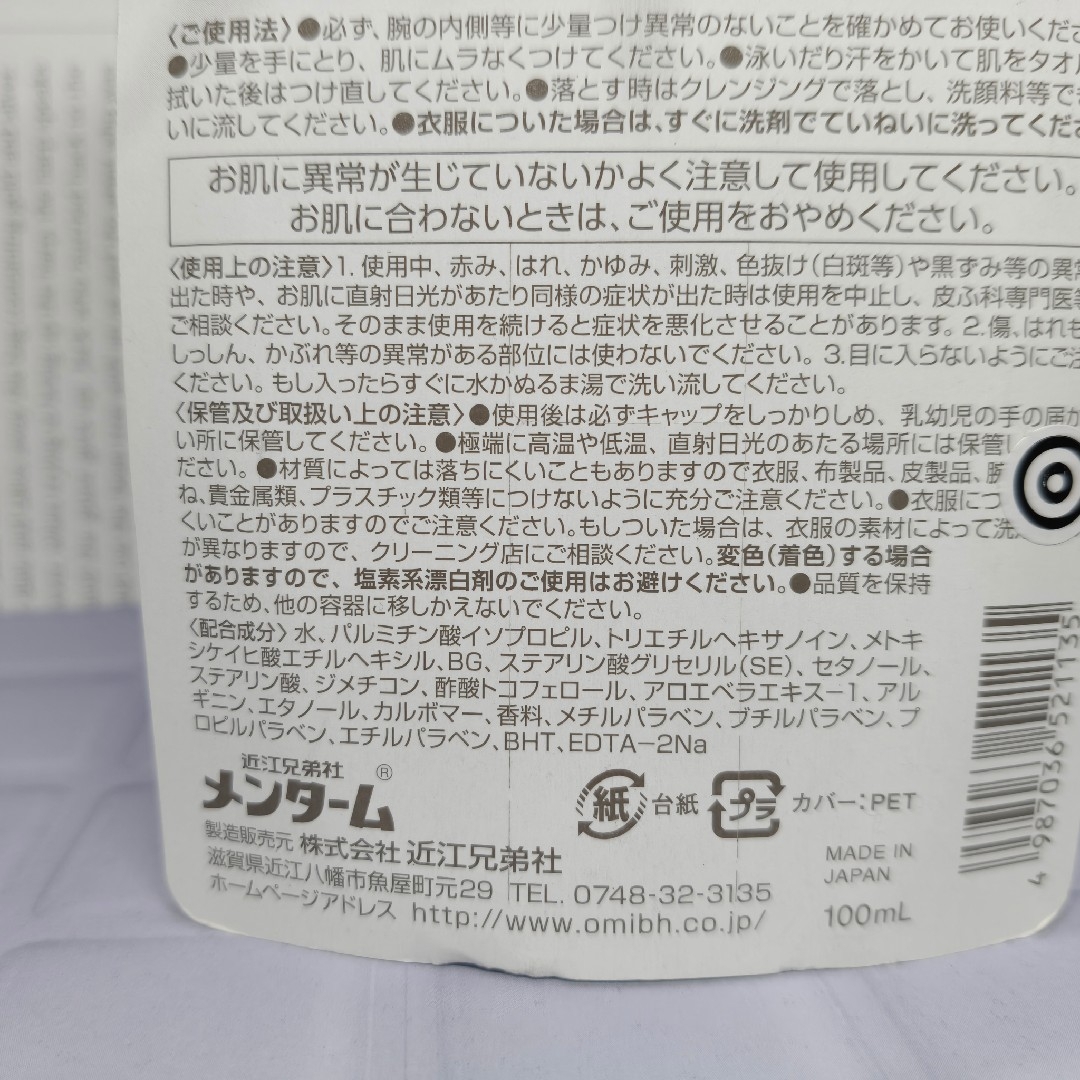 〈ご使用法〉●必ず、腕の内側等に少量つけ異常のないことを確かめてお使いくださ
●少量を手にとり、肌にムラなくつけてください。●泳いだり汗をかいて肌をタオル
拭いた後はつけ直してください。●落とす時はクレンジングで落とし、洗顔料等で
いに流してください。●衣服についた場合は、すぐに洗剤でていねいに洗ってくださ
お肌に異常が生じていないかよく注意して使用してください。
お肌に合わないときは、ご使用をおやめください。
〈使用上の注意〉1.使用中、赤み、はれ、かゆみ、刺激、色抜け(白斑等)や黒ずみ等の異常
出た時や、お肌に直射日光があたり同様の症状が出た時は使用を中止し、皮ふ科専門医等
ご相談ください。そのまま使用を続けると症状を悪化させることがあります。2.傷、はれも
しっしん、かぶれ等の異常がある部位には使わないでください。3.目に入らないようにご注
ください。もし入ったらすぐに水かぬるま湯で洗い流してください。
〈保管及び取扱い上の注意〉●使用後は必ずキャップをしっかりしめ、乳幼児の手の届か
い所に保管してください。●極端に高温や低温、直射日光のあたる場所には保管し
ださい。●材質によっては落ちにくいこともありますので衣服、布製品、皮製品、腕
ね、貴金属類、プラスチック類等につけないように充分ご注意ください。●衣服につ
くいことがありますのでご注意ください。もしついた場合は、衣服の素材によって洗
が異なりますので、クリーニング店にご相談ください。変色(着色)する場合
がありますので、塩素系漂白剤のご使用はお避けください。●品質を保持
するため、他の容器に移しかえないでください。
〈配合成分〉水、パルミチン酸イソプロピル、トリエチルヘキサノイン、メトキ
シケイヒ酸エチルヘキシル、BG、ステアリン酸グリセリル(SE)、セタノール、
ステアリン酸、ジメチコン、酢酸トコフェロール、アロエベラエキス-1、アル
ギニン、エタノール、カルボマー、香料、メチルパラベン、ブチルパラベン、プ
ロピルパラベン、エチルパラベン、BHT、EDTA-2Na
近江兄弟社
メンターム®
紙 台紙 プラ カバー:PET
製造販売元 株式会社 近江兄弟社
滋賀県近江八幡市魚屋町元29 TEL. 0748-32-3135
ホームページアドレス http://www.omibh.co.jp/
MADE IN
JAPAN
100mL
4987036521135